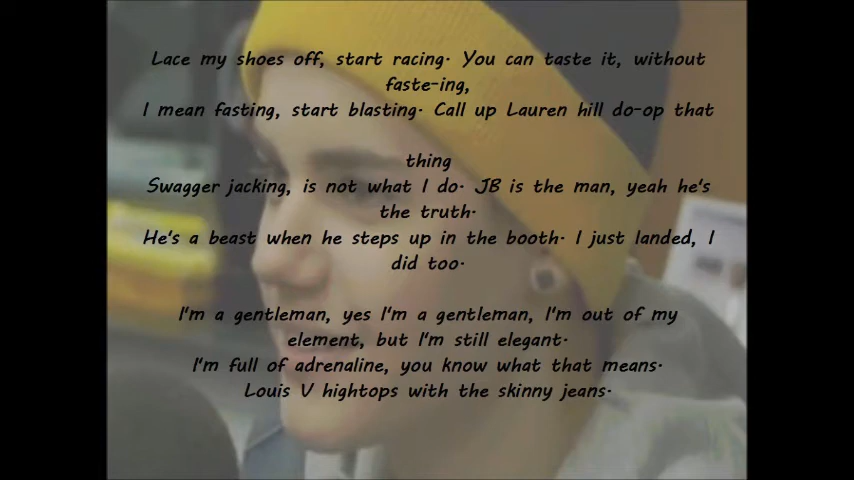 Lace my shoes off, start racing. You can taste it, without
faste-ing,
I mean fasting, start blasting. Call up Lauren hill do-op that
thing
Swagger jacking, is not what I do. JB is the man, yeah he's
the truth.
He's a beast when he steps up in the booth. I just landed, I
did too.
I'm a gentleman, yes I'm a gentleman, I'm out of my
element, but I'm still elegant.
I'm full of adrenaline, you know what that means.
Louis V hightops with the skinny jeans.